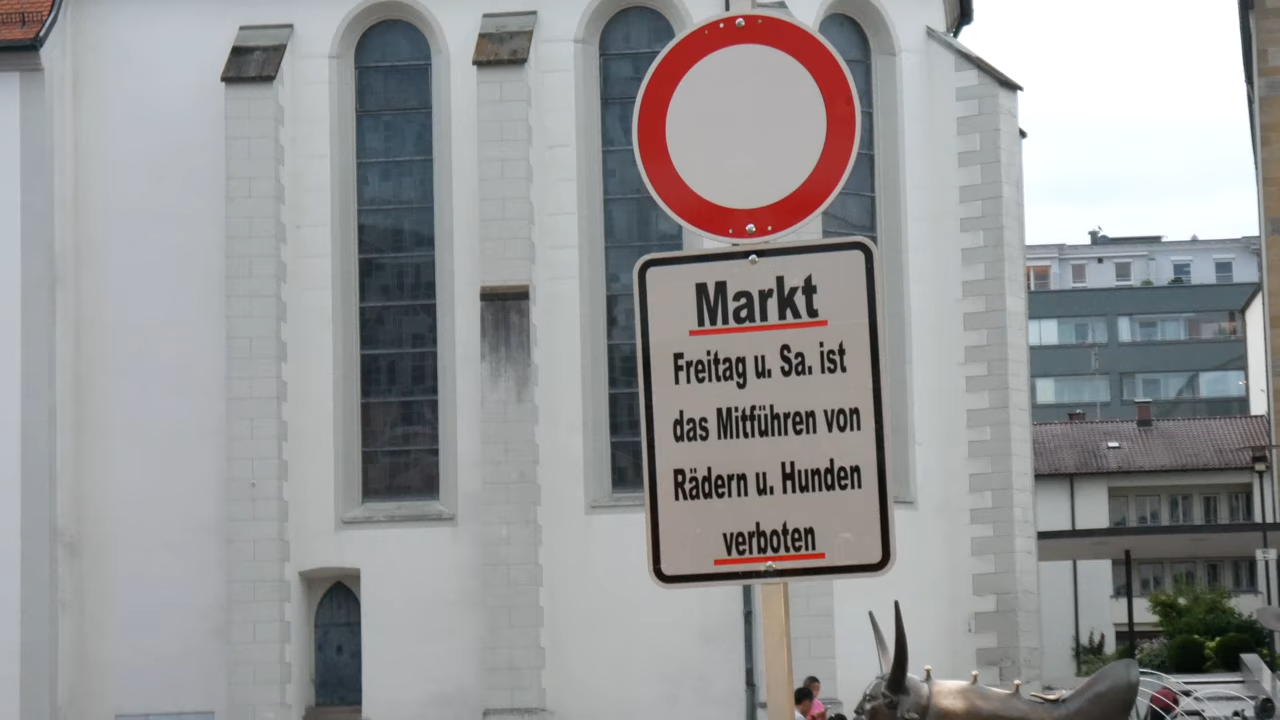 Markt
Freitag u. Sa. ist
das Mitführen von
Rädern u. Hunden
verboten